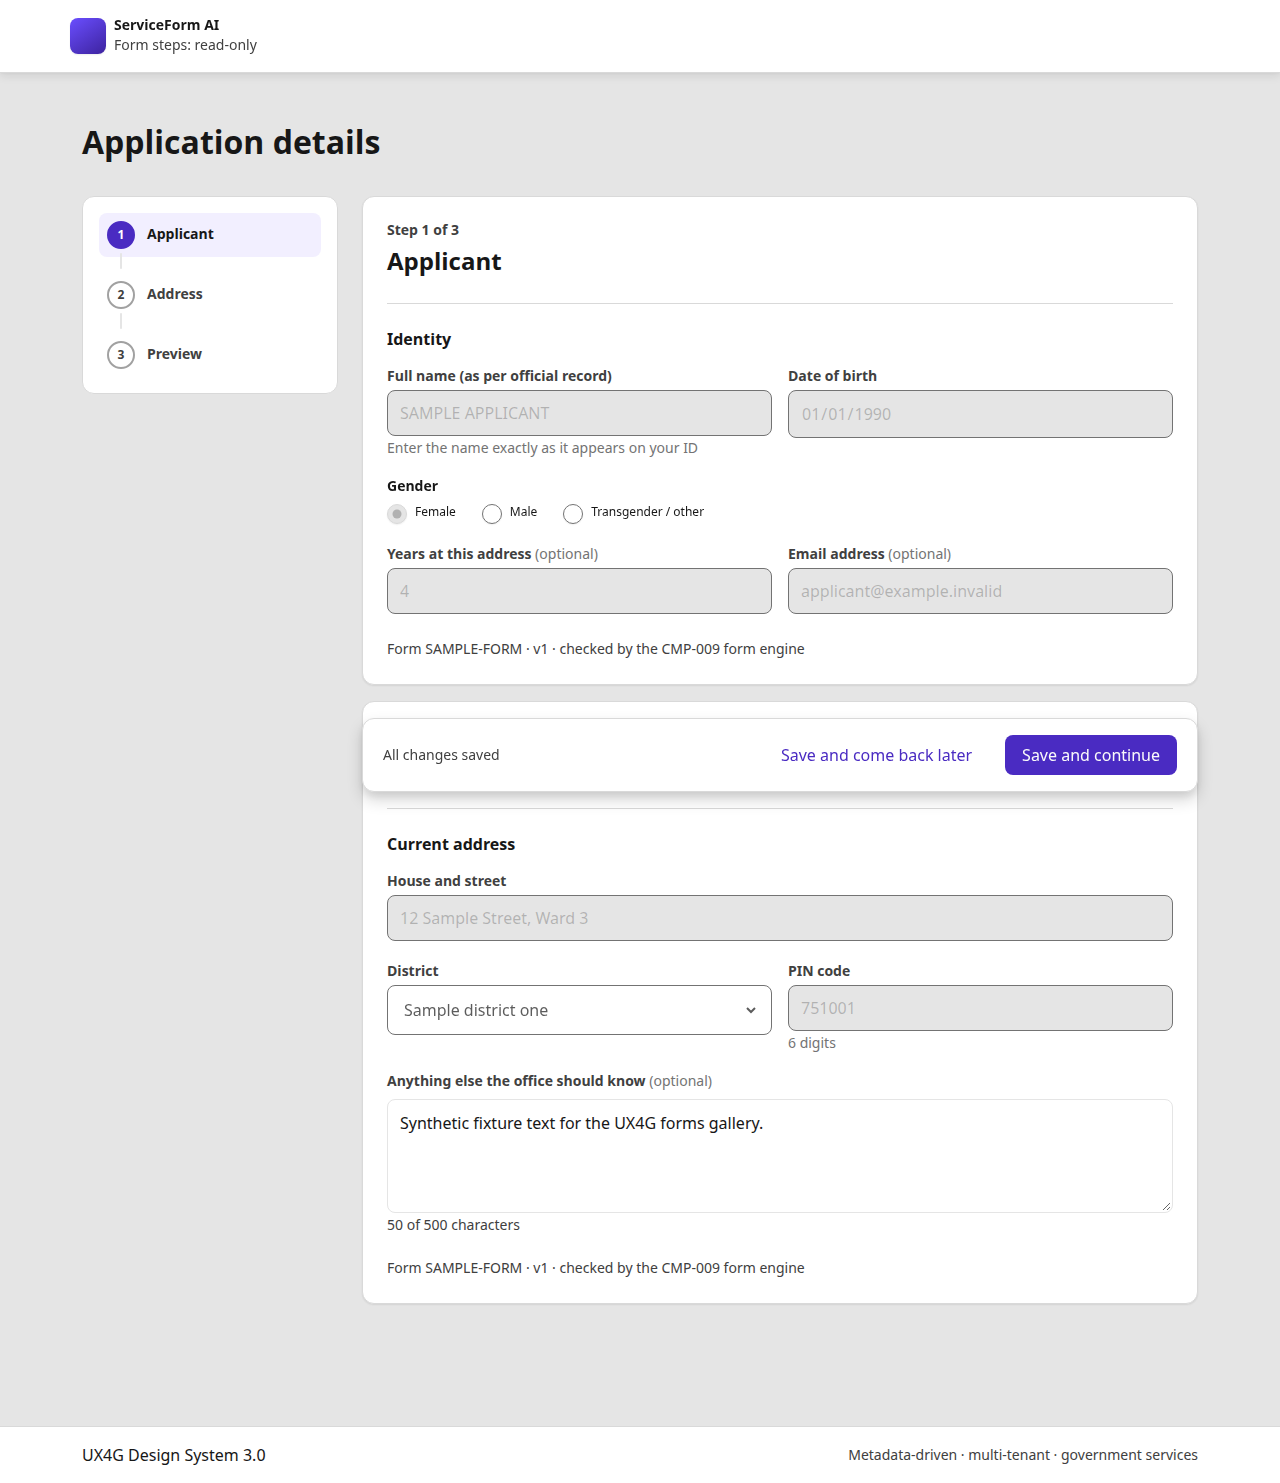 ServiceForm AI
Form steps: read-only
Application details
1 Applicant
2 Address
3 Preview
Step 1 of 3
Applicant
Identity
Full name (as per official record)
SAMPLE APPLICANT
Enter the name exactly as it appears on your ID
Date of birth
01/01/1990
Gender
Female Male Transgender / other
Years at this address (optional)
4
Email address (optional)
applicant@example.invalid
Form SAMPLE-FORM · v1 · checked by the CMP-009 form engine
All changes saved Save and come back later Save and continue
Current address
House and street
12 Sample Street, Ward 3
District
Sample district one
PIN code
751001
6 digits
Anything else the office should know (optional)
Synthetic fixture text for the UX4G forms gallery.
50 of 500 characters
Form SAMPLE-FORM · v1 · checked by the CMP-009 form engine
UX4G Design System 3.0 Metadata-driven · multi-tenant · government services